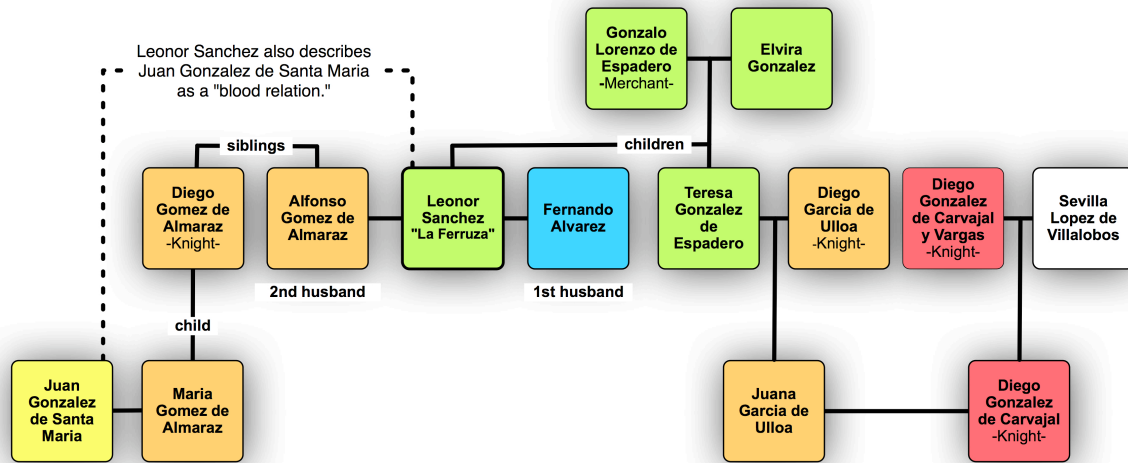 Gonzalo
Lorenzo de
Espadero
-Merchant-
Elvira
Gonzalez
Leonor Sanchez also describes
Juan Gonzalez de Santa Maria
as a "blood relation."
siblings
children
Diego
Gomez de
Almaraz
-Knight-
Alfonso
Gomez de
Almaraz
Leonor
Sanchez
"La Ferruza"
Fernando
Alvarez
Teresa
Gonzalez
de
Espadero
Diego
Garcia de
Ulloa
-Knight-
Diego
Gonzalez
de Carvajal
y Vargas
-Knight-
Sevilla
Lopez de
Villalobos
2nd husband
1st husband
child
Juan
Gonzalez
de Santa
Maria
Maria
Gomez de
Almaraz
Juana
Garcia de
Ulloa
Diego
Gonzalez
de Carvajal
-Knight-